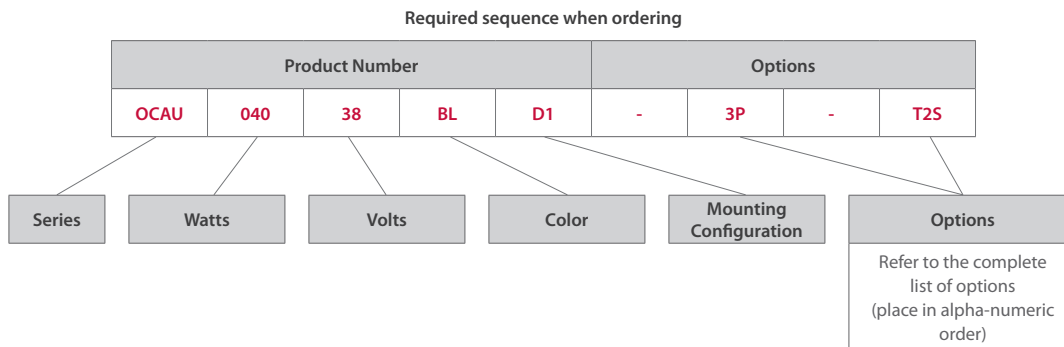 Required sequence when ordering
Product Number Options
OCAU 040 38 BL D1 - 3P - T2S
Series Watts Volts Color Mounting Configuration Options
Refer to the complete
list of options
(place in alpha-numeric
order)